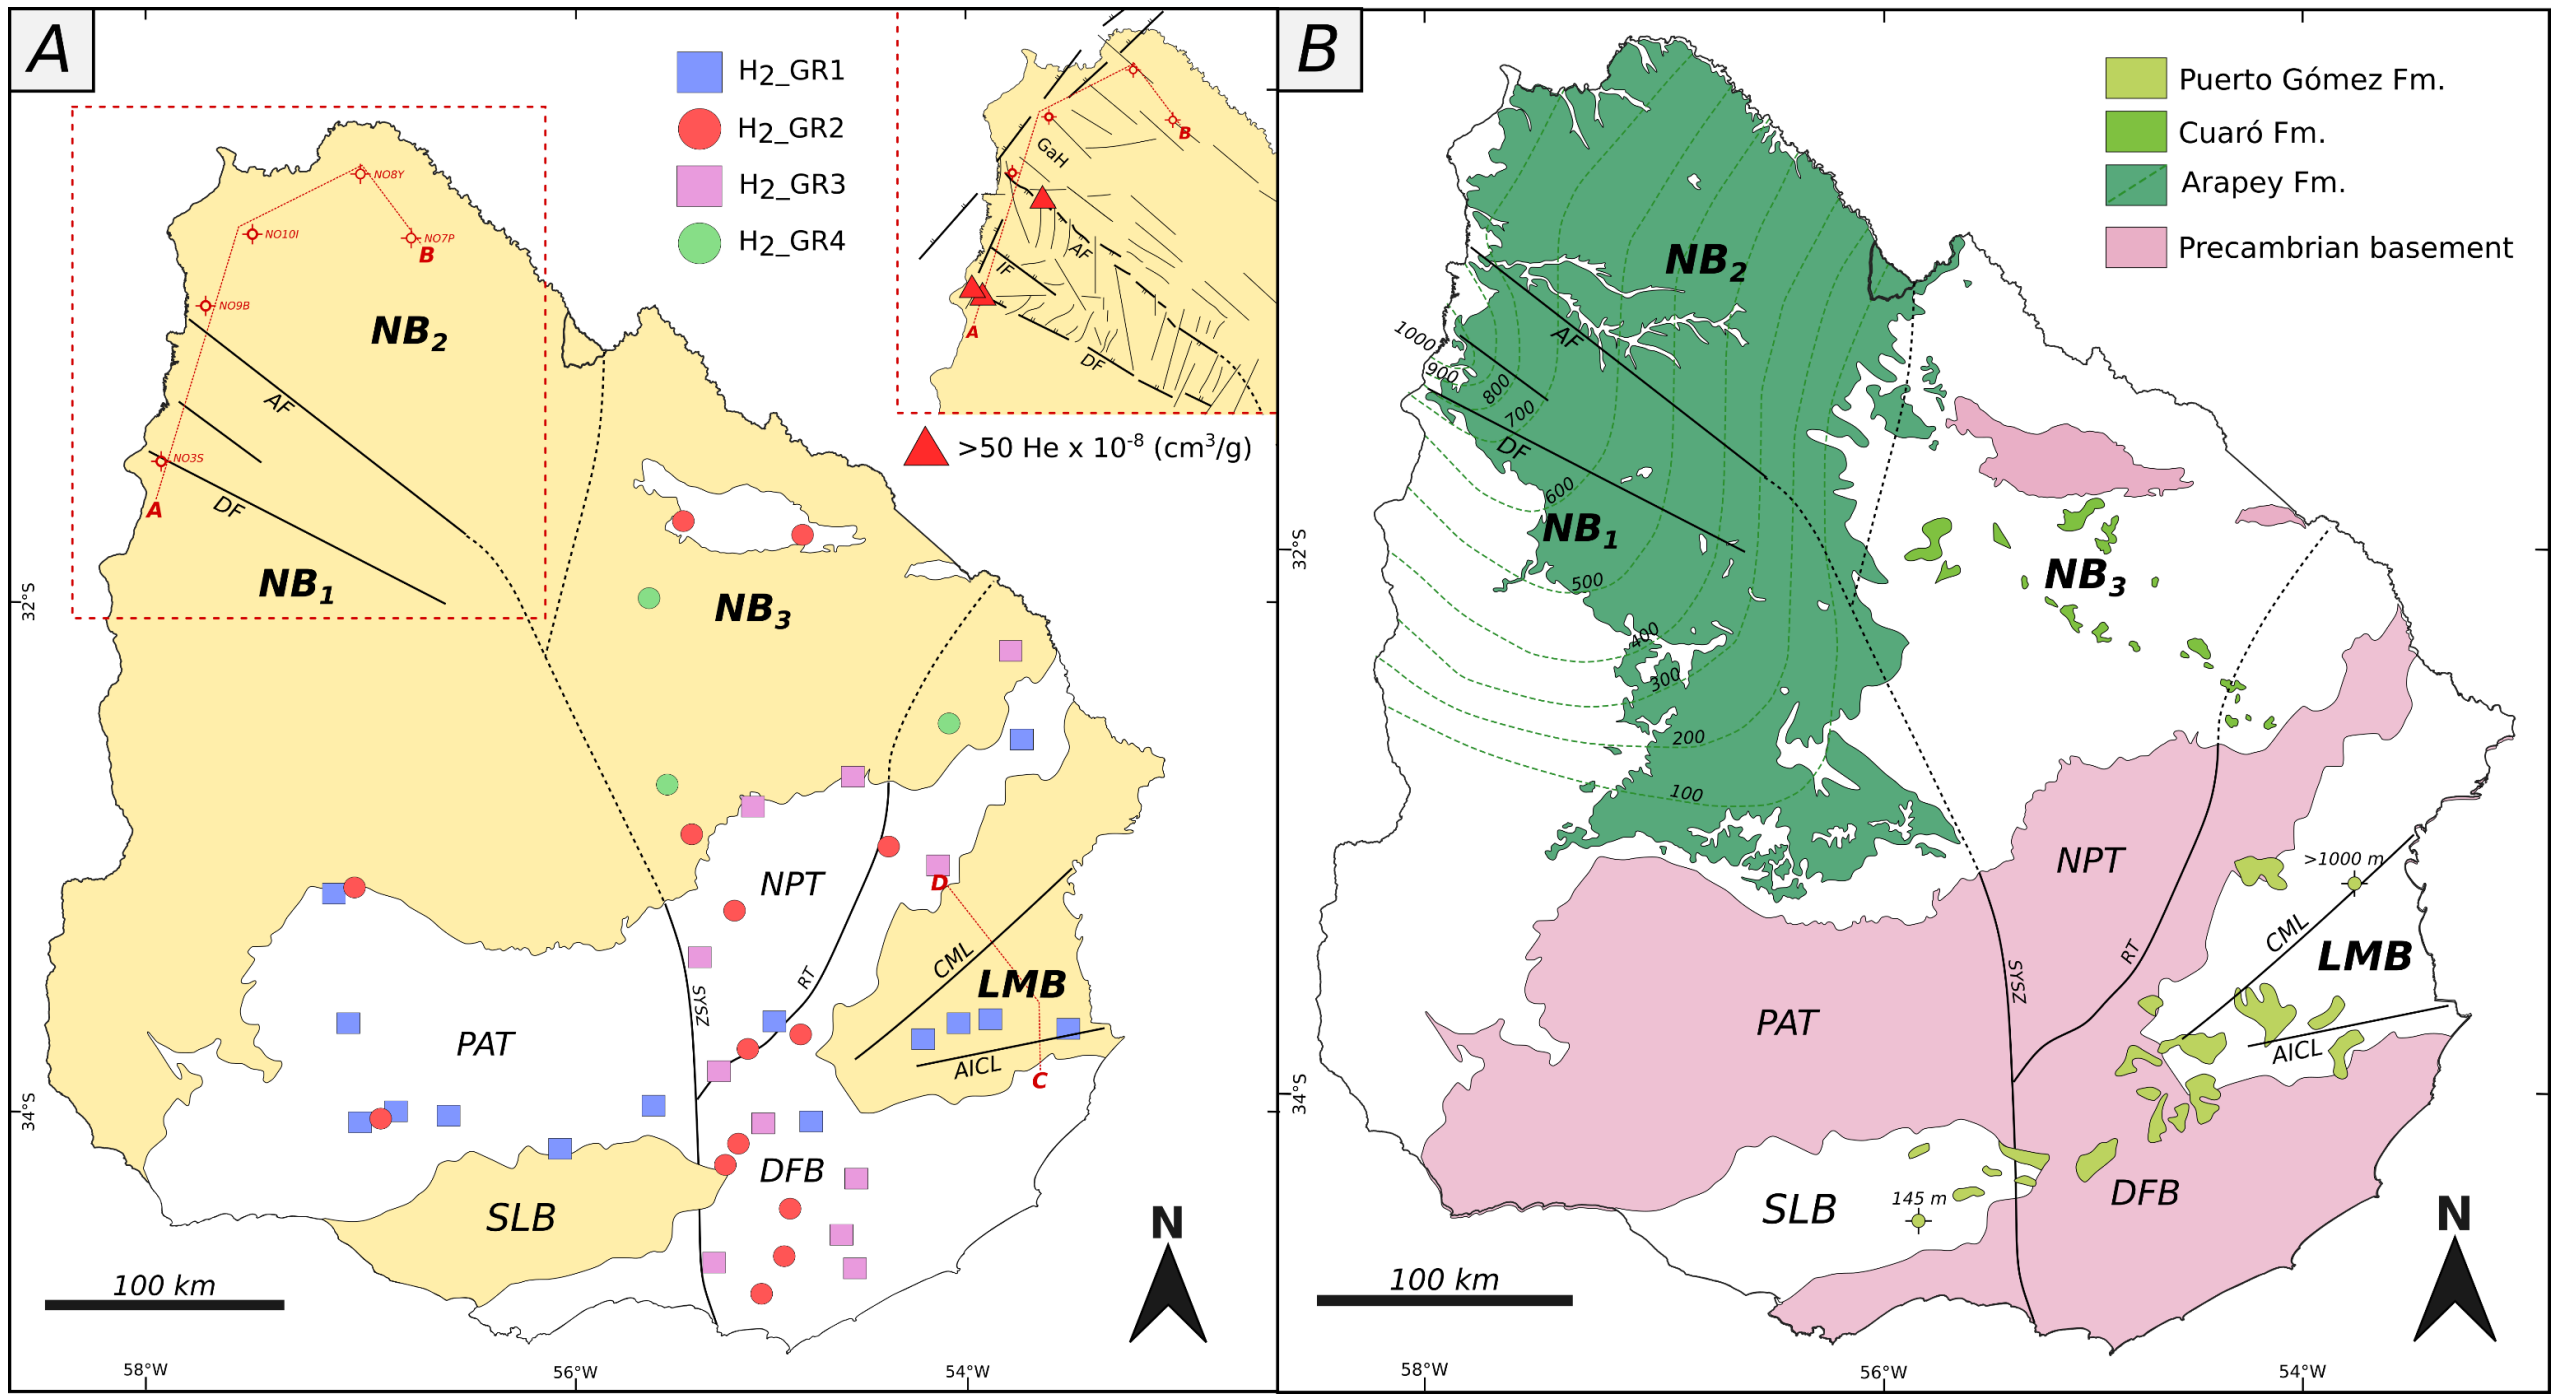 A
H2_GR1
H2_GR2
H2_GR3
H2_GR4
GaH
AF
IF
DF
A
B
>50 He x 10-8 (cm3/g)
NO8Y
NO10I
NO7P
B
NO9B
NB2
AF
NO3S
A
DF
NB1
NB3
32°S
NPT
D
CML
RT
LMB
SYSZ
PAT
AICL
C
34°S
DFB
SLB
N
100 km
58°W
56°W
54°W
B
Puerto Gómez Fm.
Cuaró Fm.
Arapey Fm.
Precambrian basement
NB2
1000
AF
900
800
700
DF
600
NB1
32°S
NB3
500
400
300
200
100
NPT
>1000 m
CML
RT
LMB
SYSZ
PAT
AICL
34°S
145 m
DFB
SLB
N
100 km
58°W
56°W
54°W